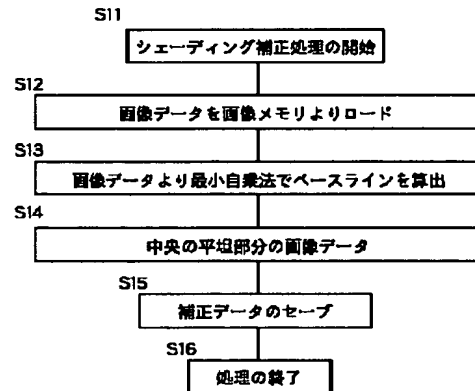 S11
シェーディング補正処理の開始
S12
画像データを画像メモリよりロード
S13
画像データより最小自乗法でベースラインを算出
S14
中央の平坦部分の画像データ
S15
補正データのセーブ
S16
処理の終了